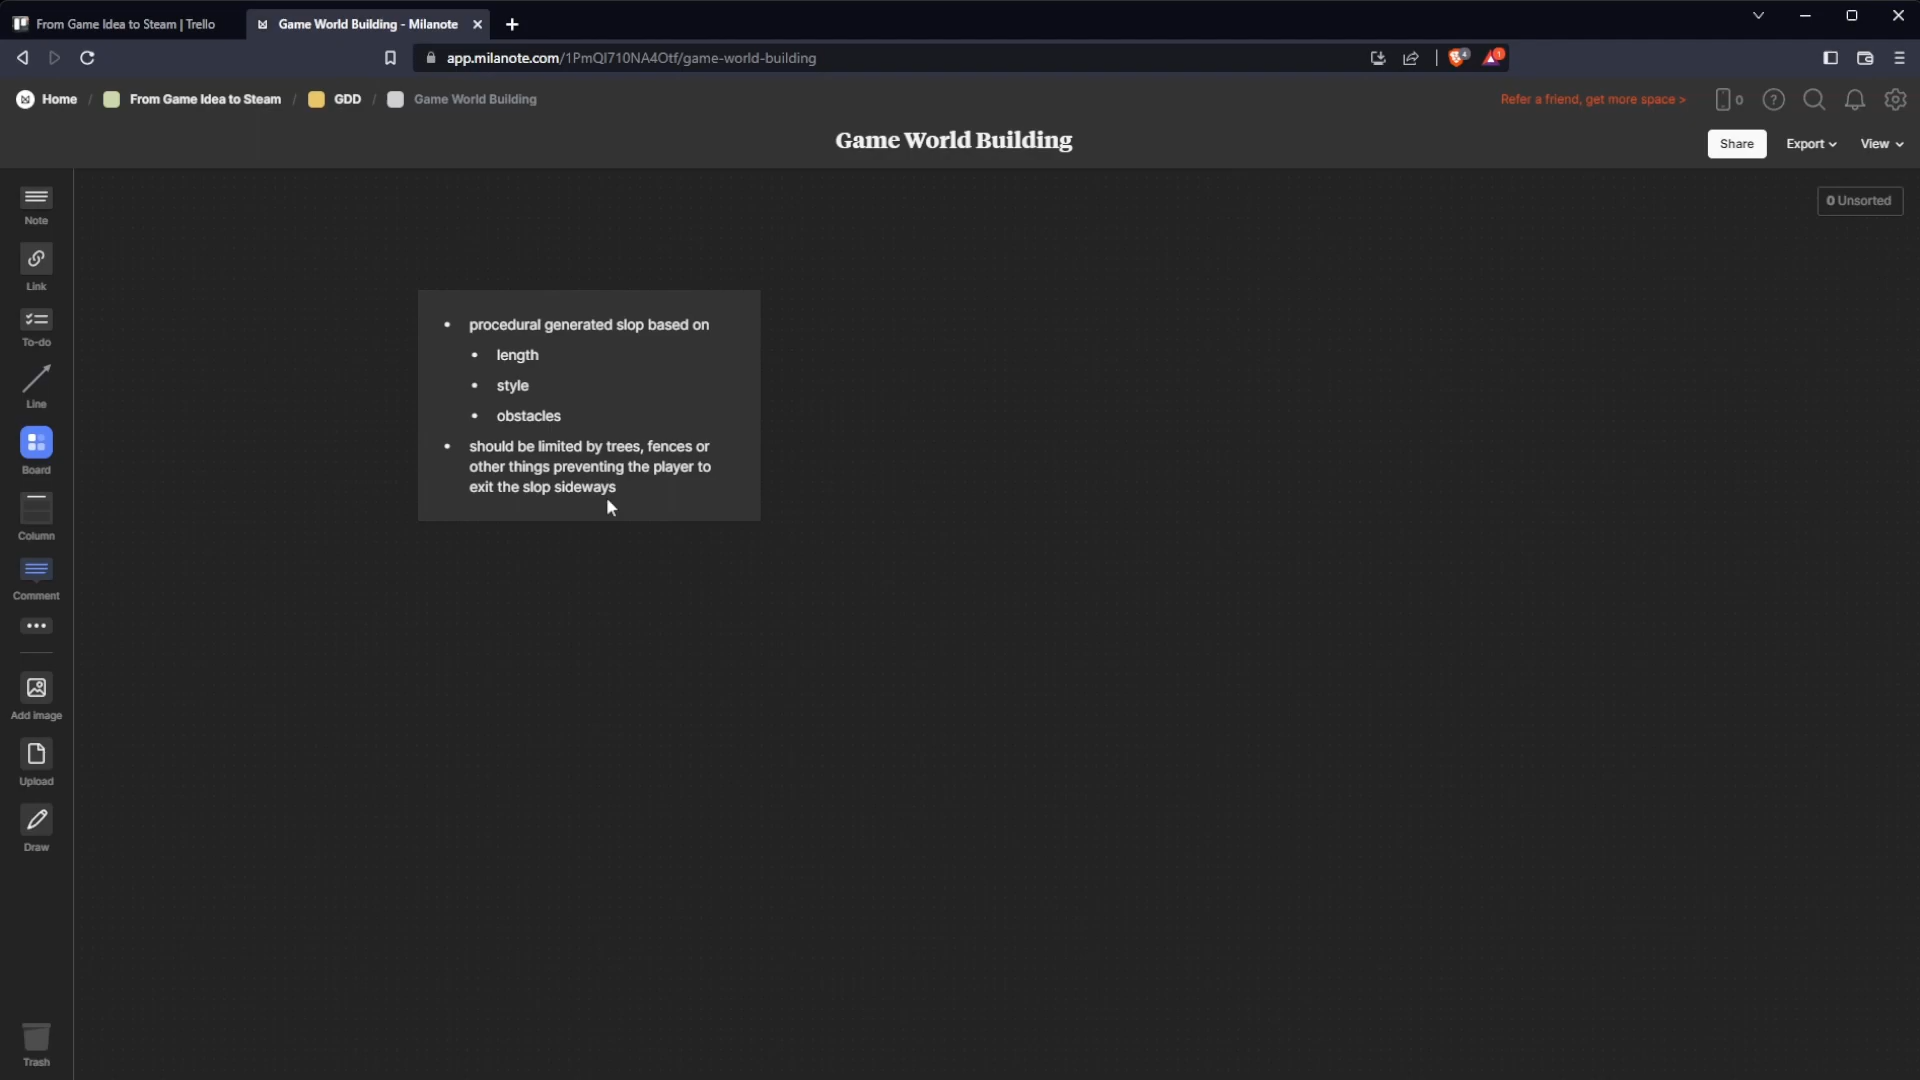 From Game Idea to Steam | Trello
Game World Building - Milanote
app.milanote.com/1PmQI710NA4Otf/game-world-building
4
1
Home / From Game Idea to Steam / GDD / Game World Building
Refer a friend, get more space >
0
Game World Building
Share
Export
View
0 Unsorted
Note
Link
To-do
Line
Board
Column
Comment
Add image
Upload
Draw
Trash
• procedural generated slop based on
• length
• style
• obstacles
• should be limited by trees, fences or
other things preventing the player to
exit the slop sideways